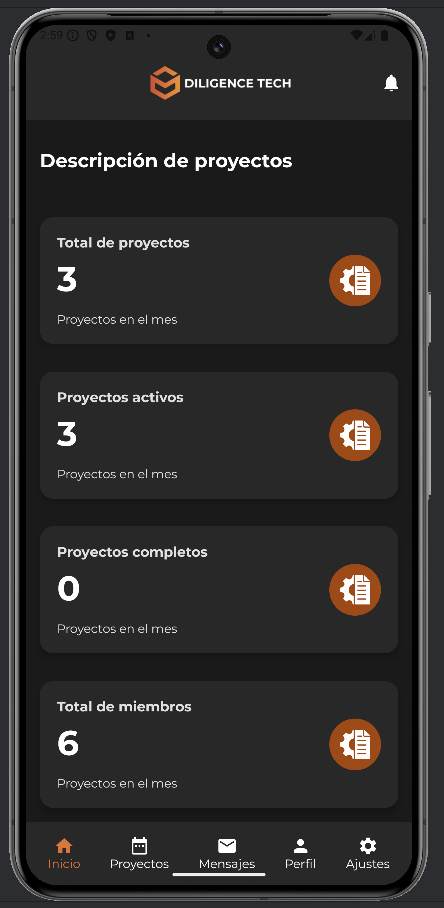 2:59
DILIGENCE TECH
Descripción de proyectos
Total de proyectos
3
Proyectos en el mes
Proyectos activos
3
Proyectos en el mes
Proyectos completos
0
Proyectos en el mes
Total de miembros
6
Proyectos en el mes
Inicio Proyectos Mensajes Perfil Ajustes